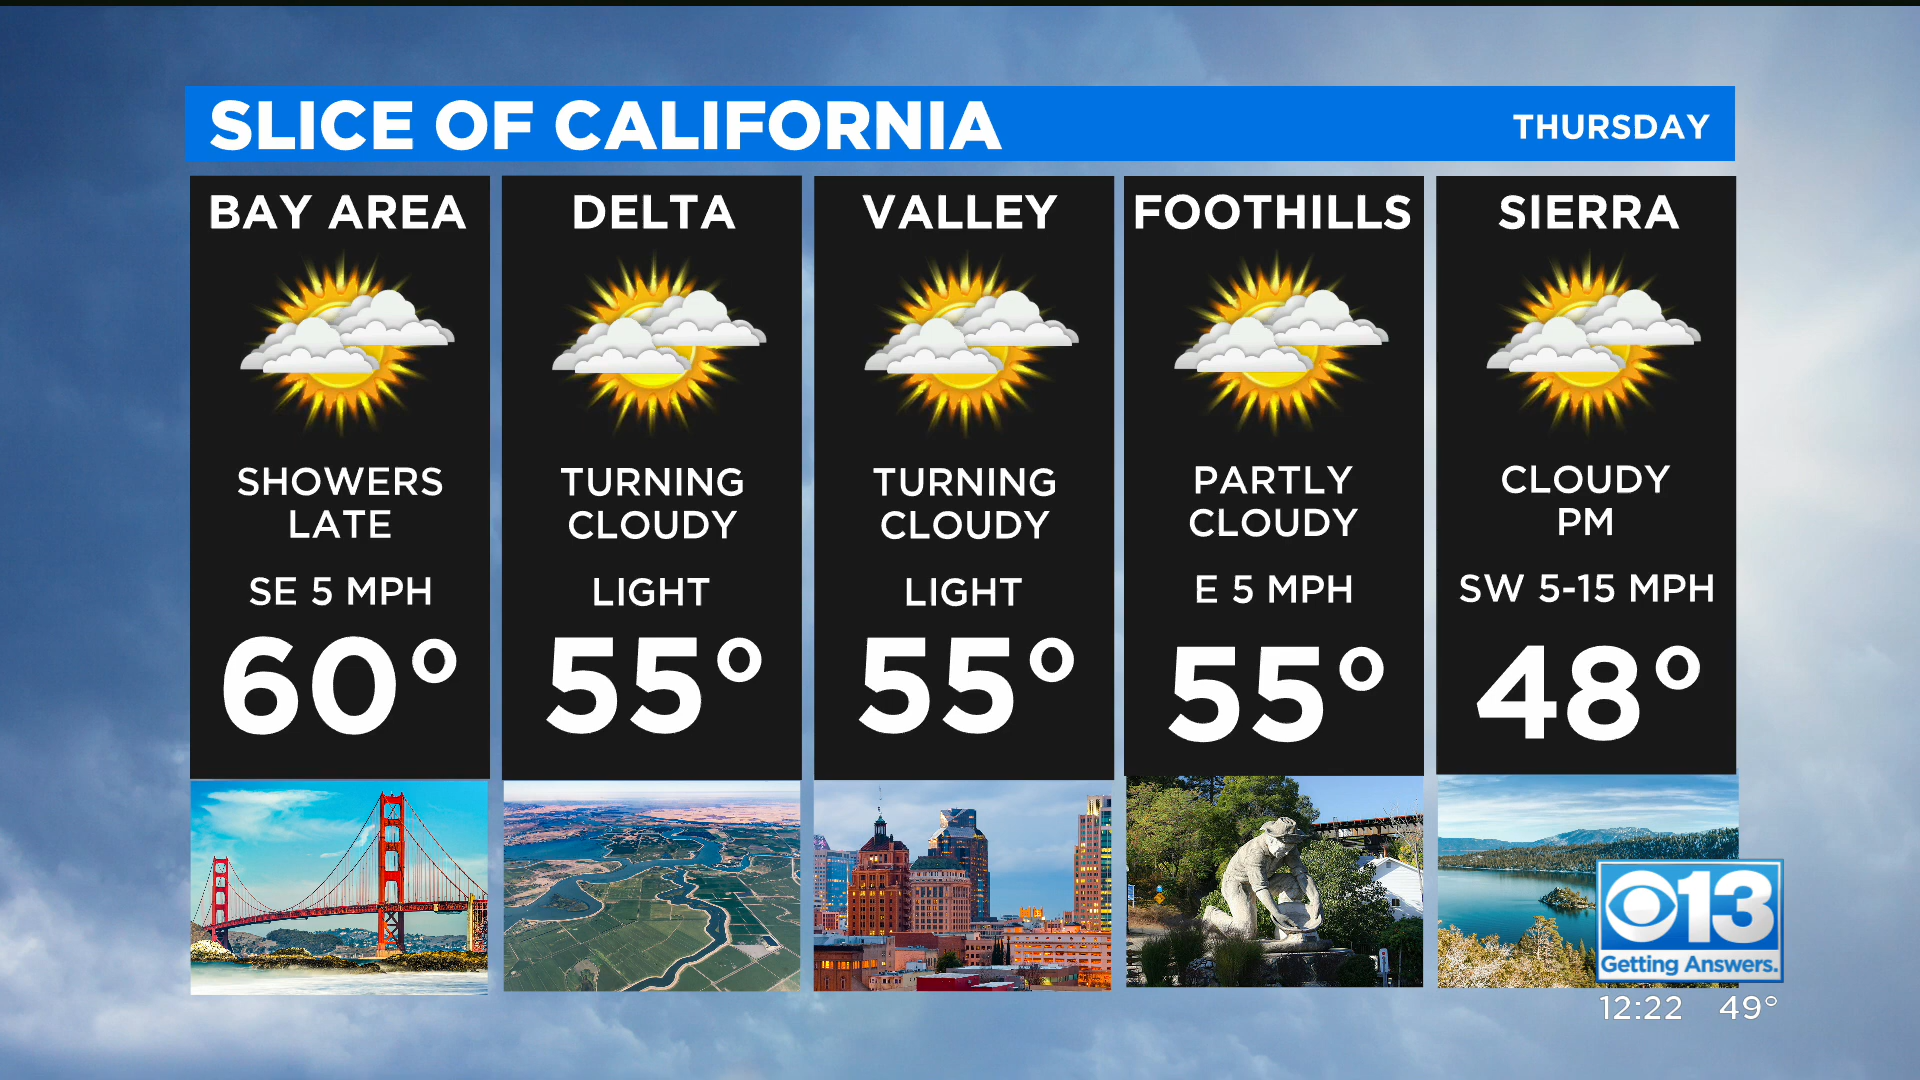 SLICE OF CALIFORNIA
THURSDAY
BAY AREA
SHOWERS
LATE
SE 5 MPH
60°
DELTA
TURNING
CLOUDY
LIGHT
55°
VALLEY
TURNING
CLOUDY
LIGHT
55°
FOOTHILLS
PARTLY
CLOUDY
E 5 MPH
55°
SIERRA
CLOUDY
PM
SW 5-15 MPH
48°
13
Getting Answers.
12:22 49°